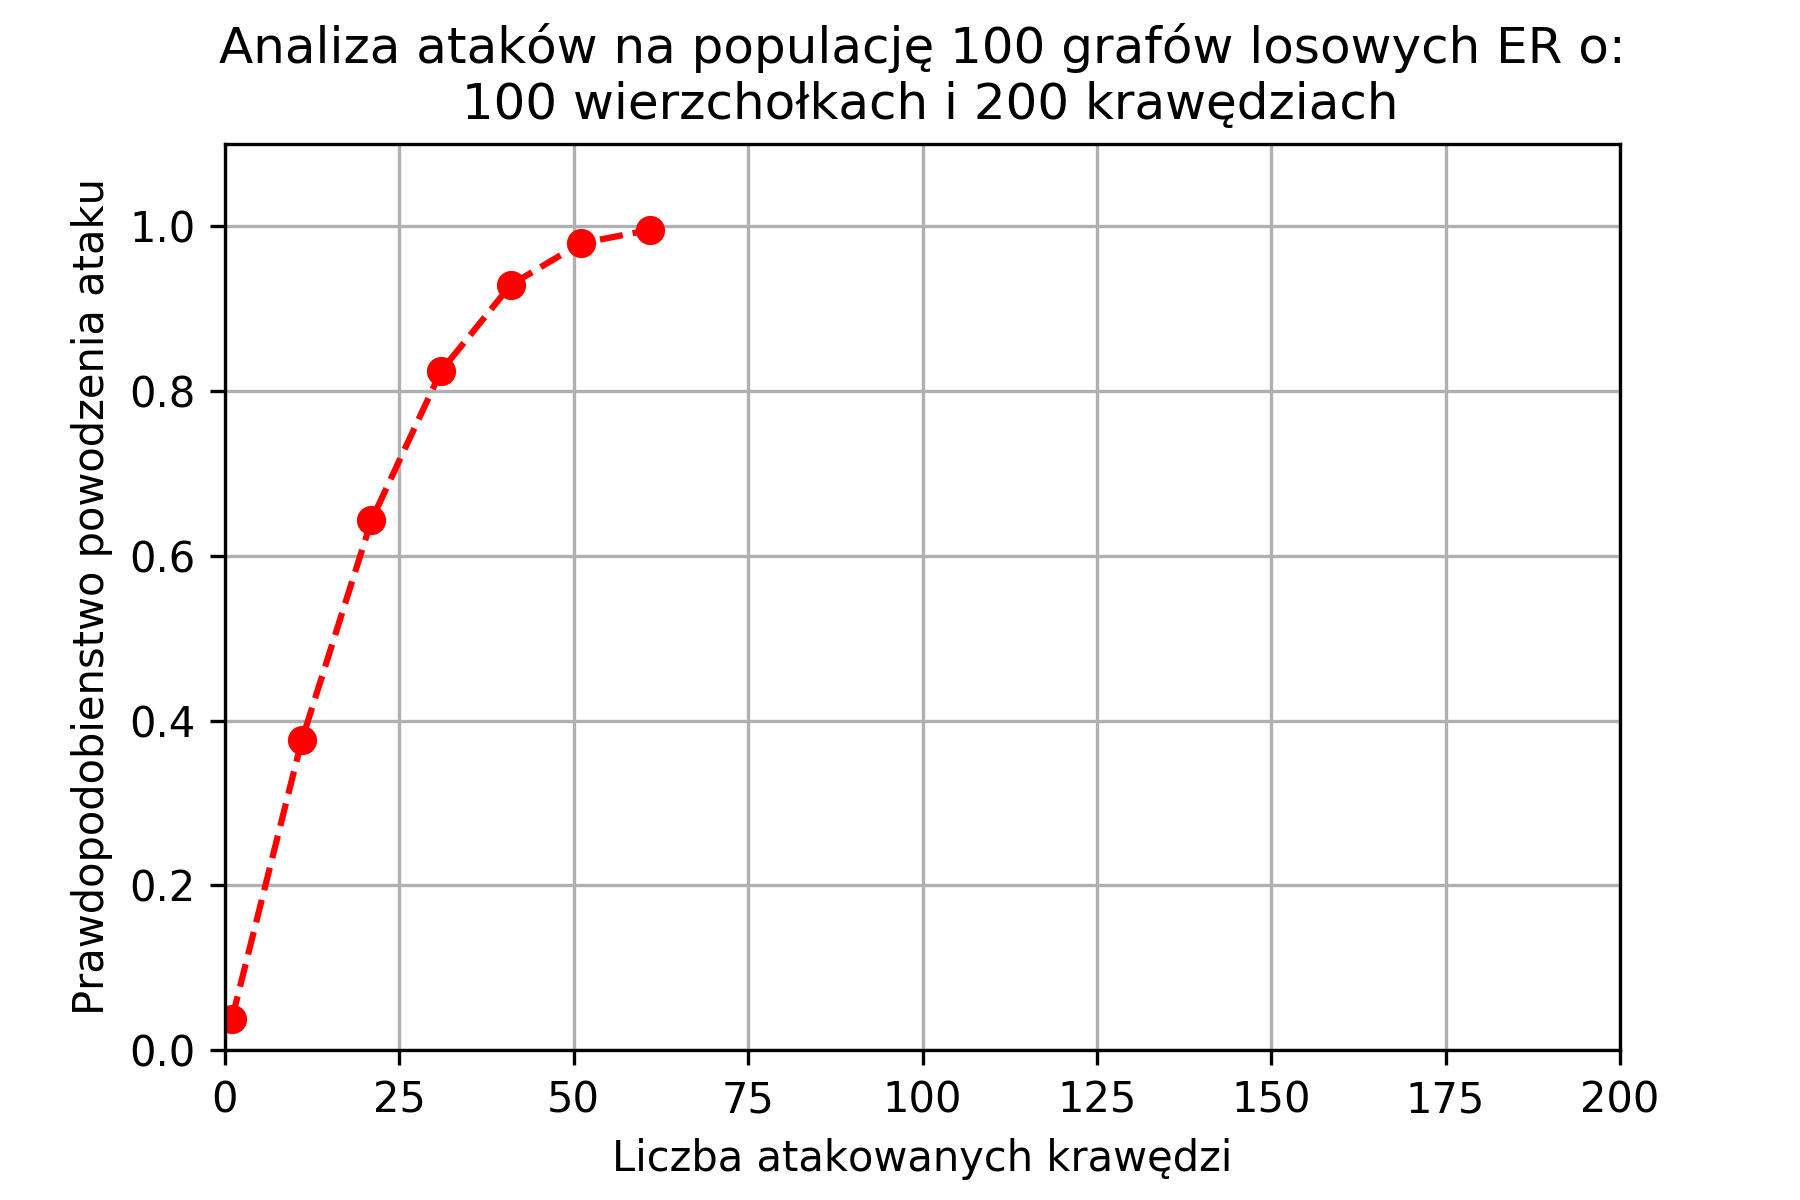 Analiza ataków na populację 100 grafów losowych ER o:
100 wierzchołkach i 200 krawędziach
Prawdopodobienstwo powodzenia ataku
1.0
0.8
0.6
0.4
0.2
0.0
0 25 50 75 100 125 150 175 200
Liczba atakowanych krawędzi